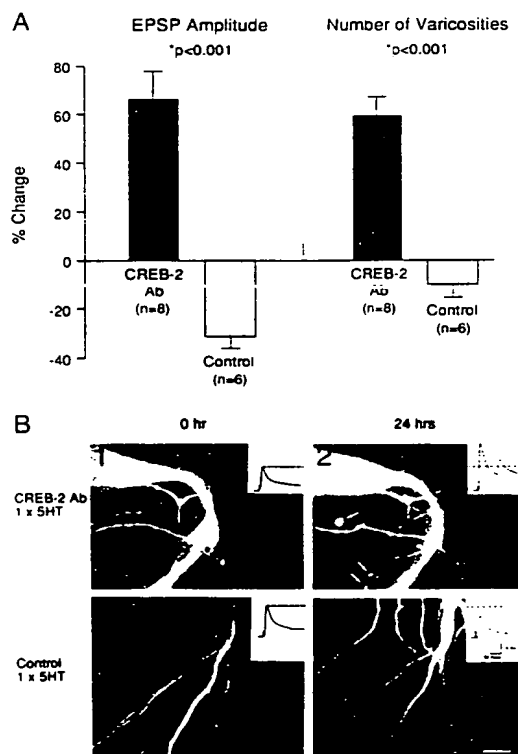 A
EPSP Amplitude
*p<0.001
Number of Varicosities
*p<0.001
% Change
80
60
40
20
0
-20
-40
CREB-2
Ab
(n=8)
Control
(n=6)
CREB-2
Ab
(n=8)
Control
(n=6)
B
0 hr
24 hrs
CREB-2 Ab
1 x 5HT
1
2
Control
1 x 5HT